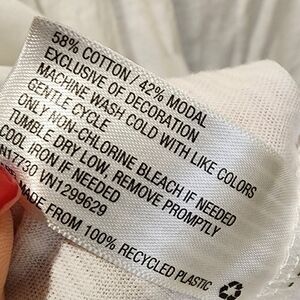 58% COTTON / 42% MODAL
EXCLUSIVE OF DECORATION
MACHINE WASH COLD WITH LIKE COLORS
GENTLE CYCLE
ONLY NON-CHLORINE BLEACH IF NEEDED
TUMBLE DRY LOW, REMOVE PROMPTLY
COOL IRON IF NEEDED
VN1299629
MADE FROM 100% RECYCLED PLASTIC